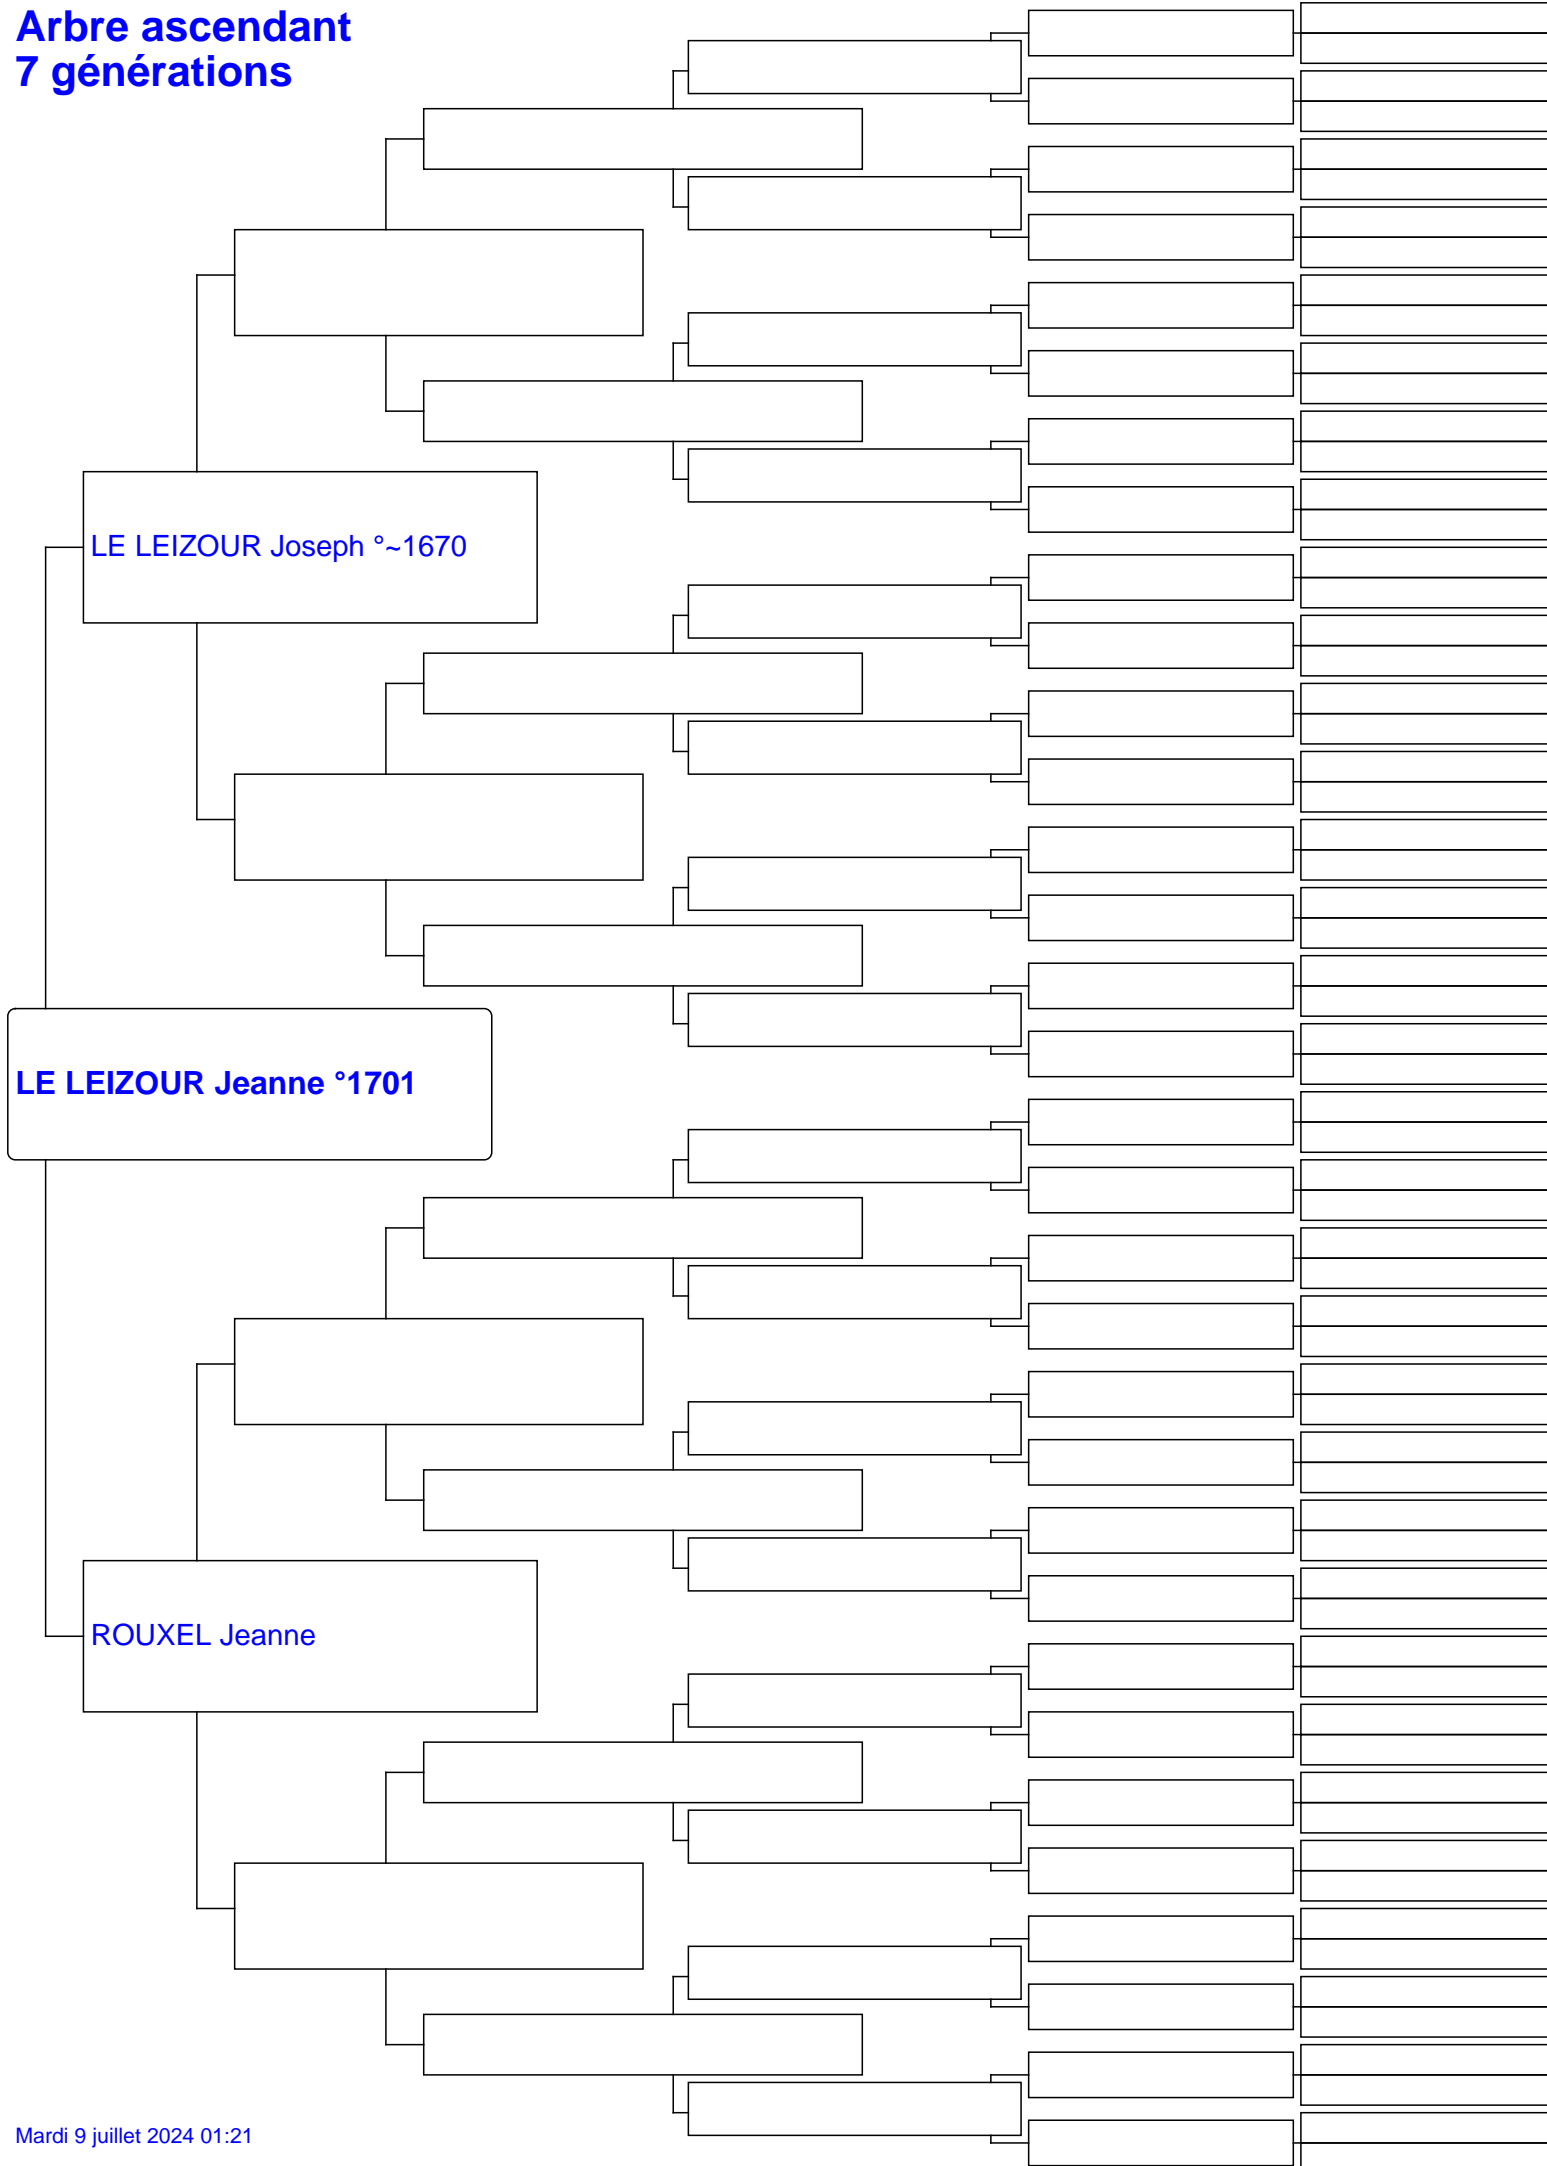 Arbre ascendant
7 générations
LE LEIZOUR Joseph °~1670
LE LEIZOUR Jeanne °1701
ROUXEL Jeanne
Mardi 9 juillet 2024 01:21